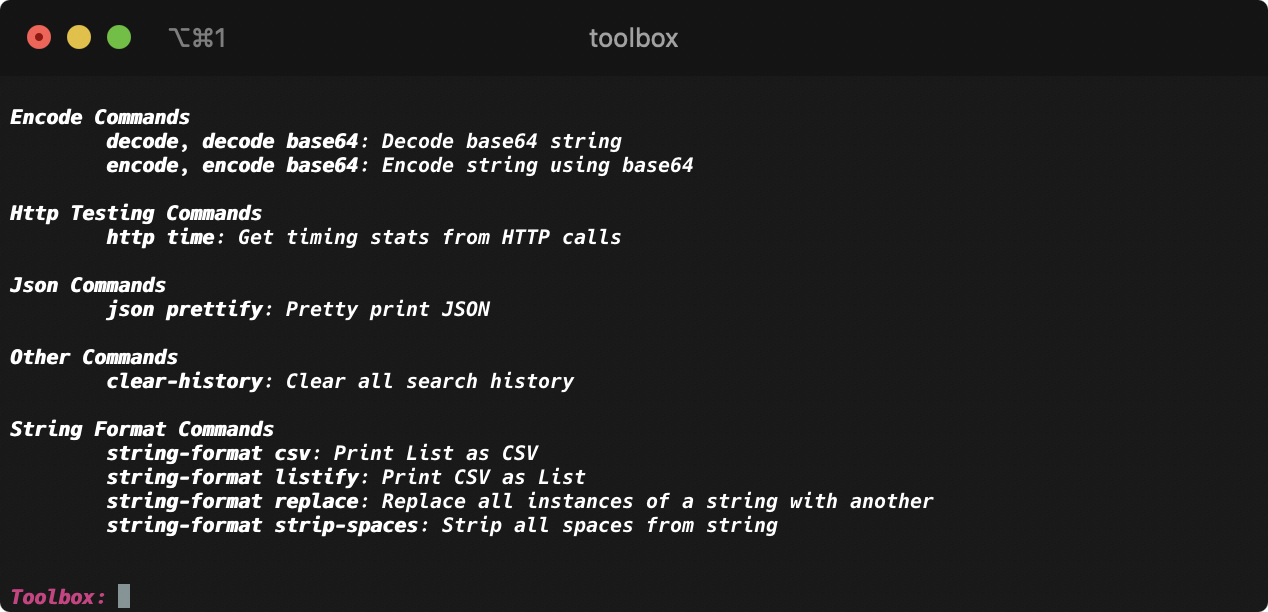 ⌥⌘1
toolbox
Encode Commands
decode, decode base64: Decode base64 string
encode, encode base64: Encode string using base64
Http Testing Commands
http time: Get timing stats from HTTP calls
Json Commands
json prettify: Pretty print JSON
Other Commands
clear-history: Clear all search history
String Format Commands
string-format csv: Print List as CSV
string-format listify: Print CSV as List
string-format replace: Replace all instances of a string with another
string-format strip-spaces: Strip all spaces from string
Toolbox: